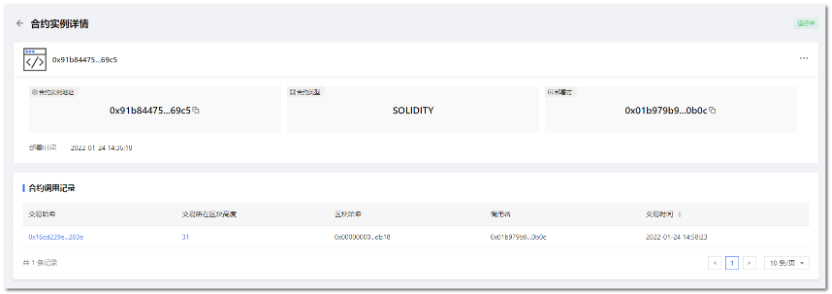 合约实例详情
运行中
0x91b84475...69c5
合约实例地址
合约类型
部署方
0x91b84475...69c5
SOLIDITY
0x01b979b9...0b0c
部署时间 2022-01-24 14:36:18
合约调用记录
交易哈希 交易所在区块高度 区块哈希 调用者 交易时间
0x16cd229e...203e 31 0x00000000...db18 0x01b979b9...0b0c 2022-01-24 14:58:23
共 1 条记录
< 1 > 10 条/页